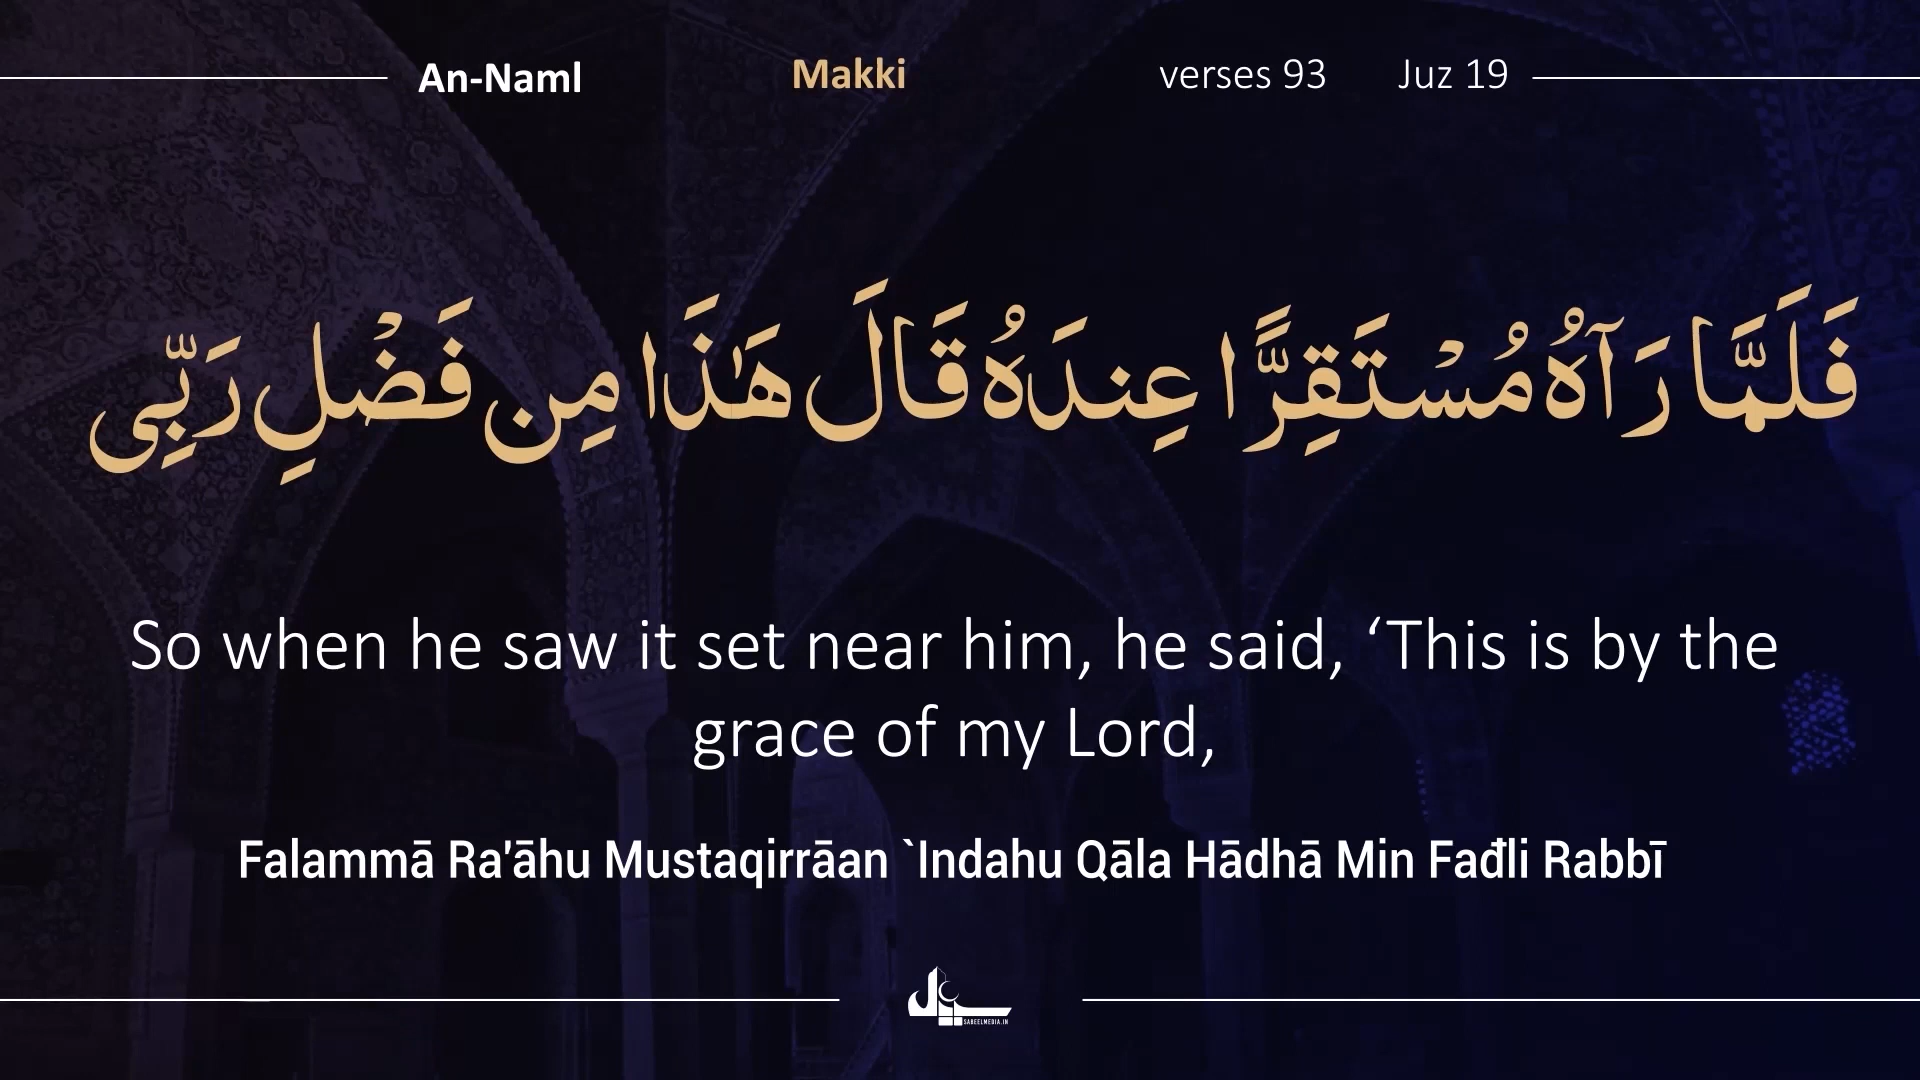 An-Naml Makki verses 93 Juz 19
فَلَمَّا رَآهُ مُسْتَقِرًّا عِندَهُ قَالَ هَٰذَا مِن فَضْلِ رَبِّي
So when he saw it set near him, he said, ‘This is by the
grace of my Lord,
Falammā Ra'āhu Mustaqirrāan `Indahu Qāla Hādhā Min Fađli Rabbī
SABEELMEDIA.IN